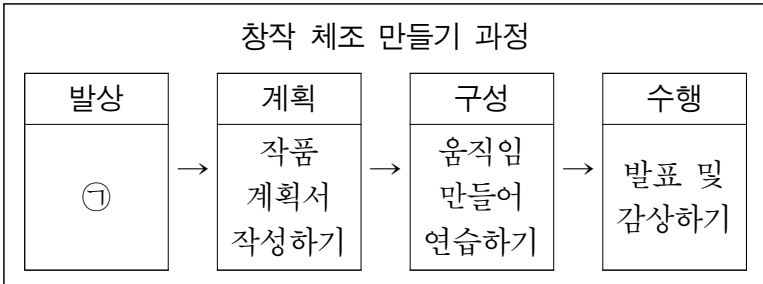 창작 체조 만들기 과정
발상
계획
구성
수행
㉠
→
작품
계획서
작성하기
→
움직임
만들어
연습하기
→
발표 및
감상하기